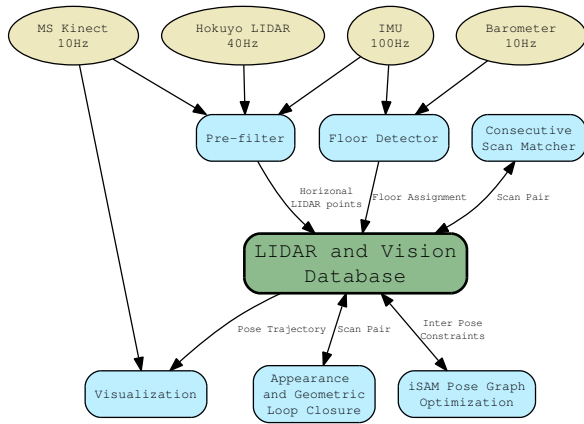 MS Kinect
10Hz
Hokuyo LIDAR
40Hz
IMU
100Hz
Barometer
10Hz
Pre-filter
Floor Detector
Consecutive
Scan Matcher
Horizonal
LIDAR points
Floor Assignment
Scan Pair
LIDAR and Vision
Database
Pose Trajectory
Scan Pair
Inter Pose
Constraints
Visualization
Appearance
and Geometric
Loop Closure
iSAM Pose Graph
Optimization